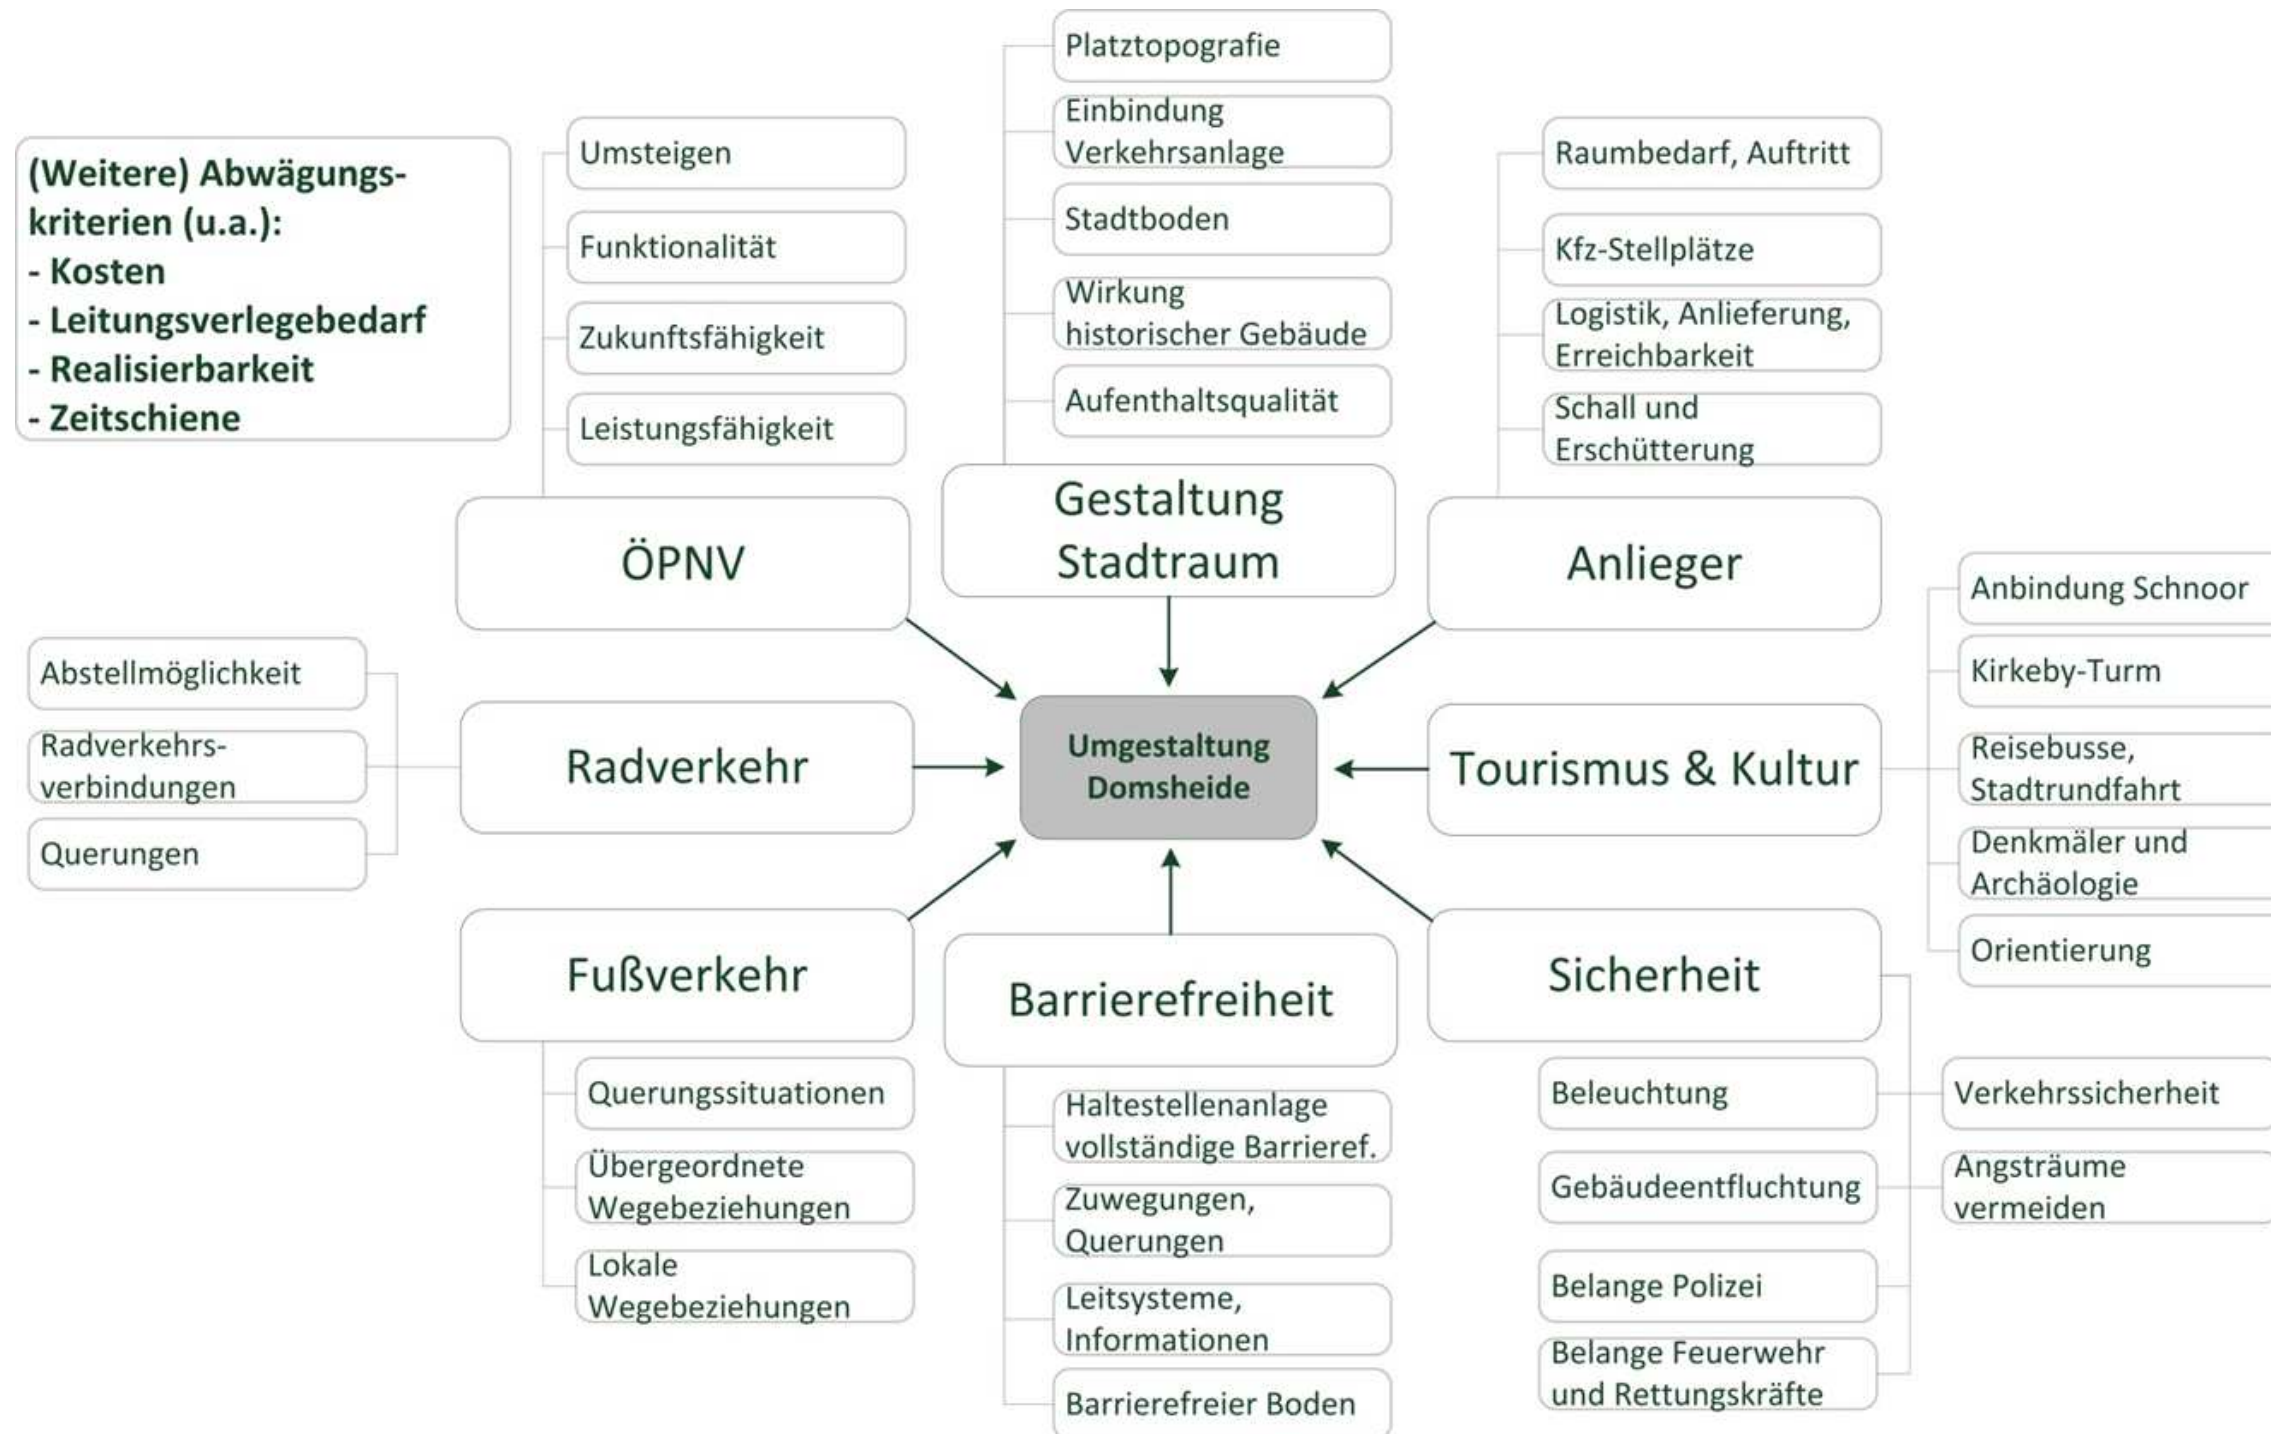 (Weitere) Abwägungs-
kriterien (u.a.):
- Kosten
- Leitungsverlegebedarf
- Realisierbarkeit
- Zeitschiene
Umsteigen
Funktionalität
Zukunftsfähigkeit
Leistungsfähigkeit
ÖPNV
Platztopografie
Einbindung
Verkehrsanlage
Stadtboden
Wirkung
historischer Gebäude
Aufenthaltsqualität
Gestaltung
Stadtraum
Raumbedarf, Auftritt
Kfz-Stellplätze
Logistik, Anlieferung,
Erreichbarkeit
Schall und
Erschütterung
Anlieger
Abstellmöglichkeit
Radverkehrs-
verbindungen
Querungen
Radverkehr
Umgestaltung
Domsheide
Tourismus & Kultur
Anbindung Schnoor
Kirkeby-Turm
Reisebusse,
Stadtrundfahrt
Denkmäler und
Archäologie
Orientierung
Fußverkehr
Querungssituationen
Übergeordnete
Wegebeziehungen
Lokale
Wegebeziehungen
Barrierefreiheit
Haltestellenanlage
vollständige Barrieref.
Zuwegungen,
Querungen
Leitsysteme,
Informationen
Barrierefreier Boden
Sicherheit
Beleuchtung
Gebäudeentfluchtung
Belange Polizei
Belange Feuerwehr
und Rettungskräfte
Verkehrssicherheit
Angsträume
vermeiden